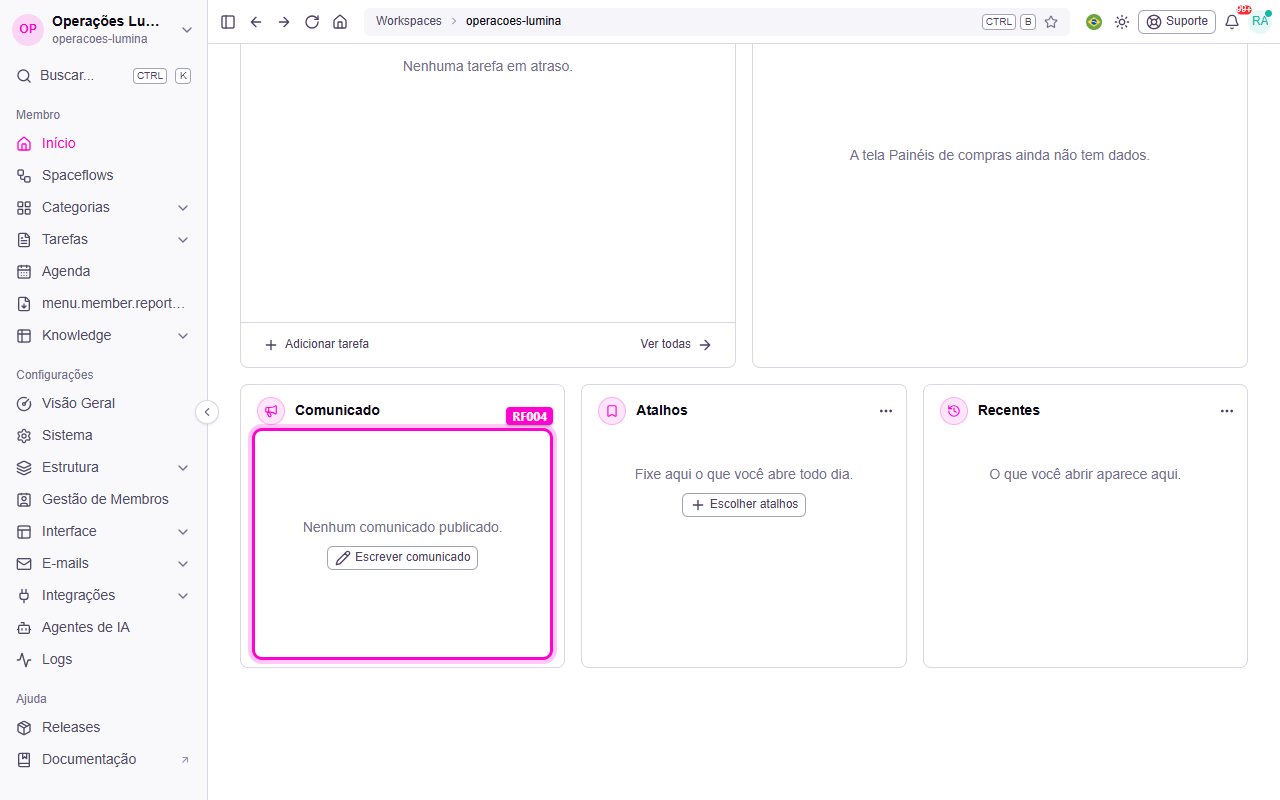 OP
Operações Lu...
operacoes-lumina
Buscar...
CTRL K
Membro
Início
Spaceflows
Categorias
Tarefas
Agenda
menu.member.report...
Knowledge
Configurações
Visão Geral
Sistema
Estrutura
Gestão de Membros
Interface
E-mails
Integrações
Agentes de IA
Logs
Ajuda
Releases
Documentação
Workspaces operacoes-lumina
CTRL B
Suporte
99+
RA
Nenhuma tarefa em atraso.
Adicionar tarefa
Ver todas
A tela Painéis de compras ainda não tem dados.
Comunicado
RF004
Nenhum comunicado publicado.
Escrever comunicado
Atalhos
Fixe aqui o que você abre todo dia.
Escolher atalhos
Recentes
O que você abrir aparece aqui.